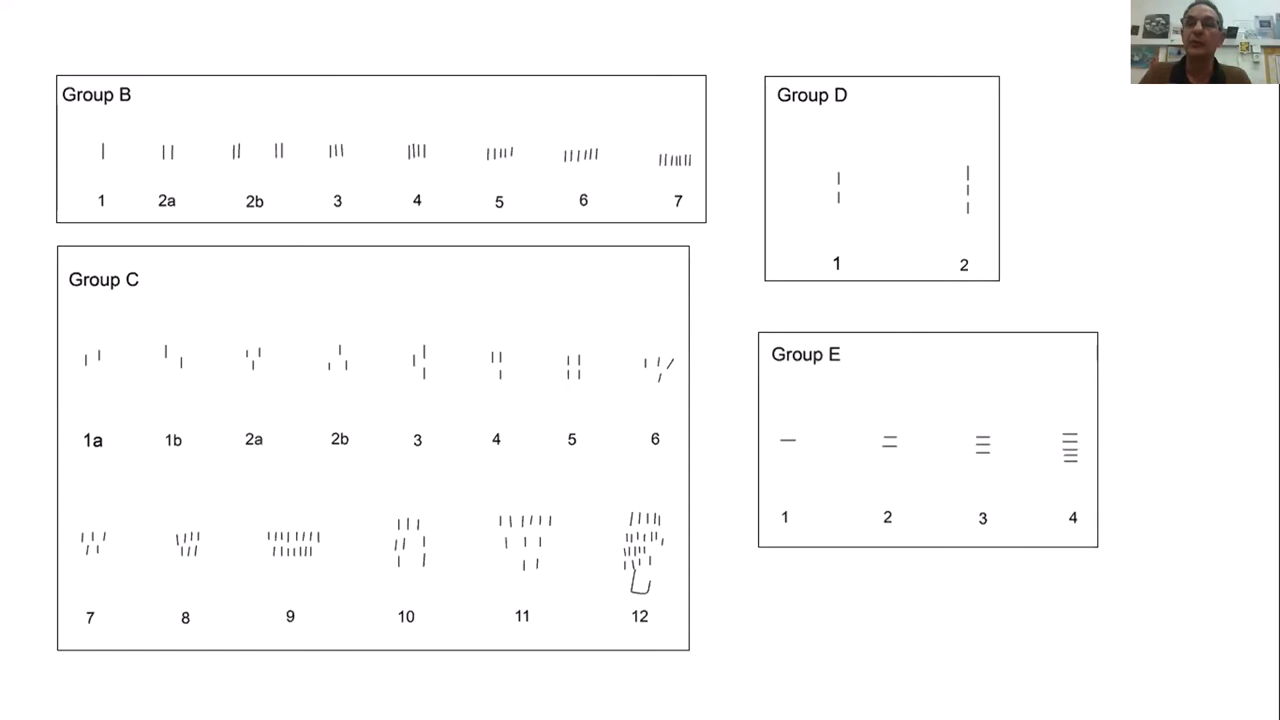 Group B
1 2a 2b 3 4 5 6 7
Group C
1a 1b 2a 2b 3 4 5 6
7 8 9 10 11 12
Group D
1 2
Group E
1 2 3 4